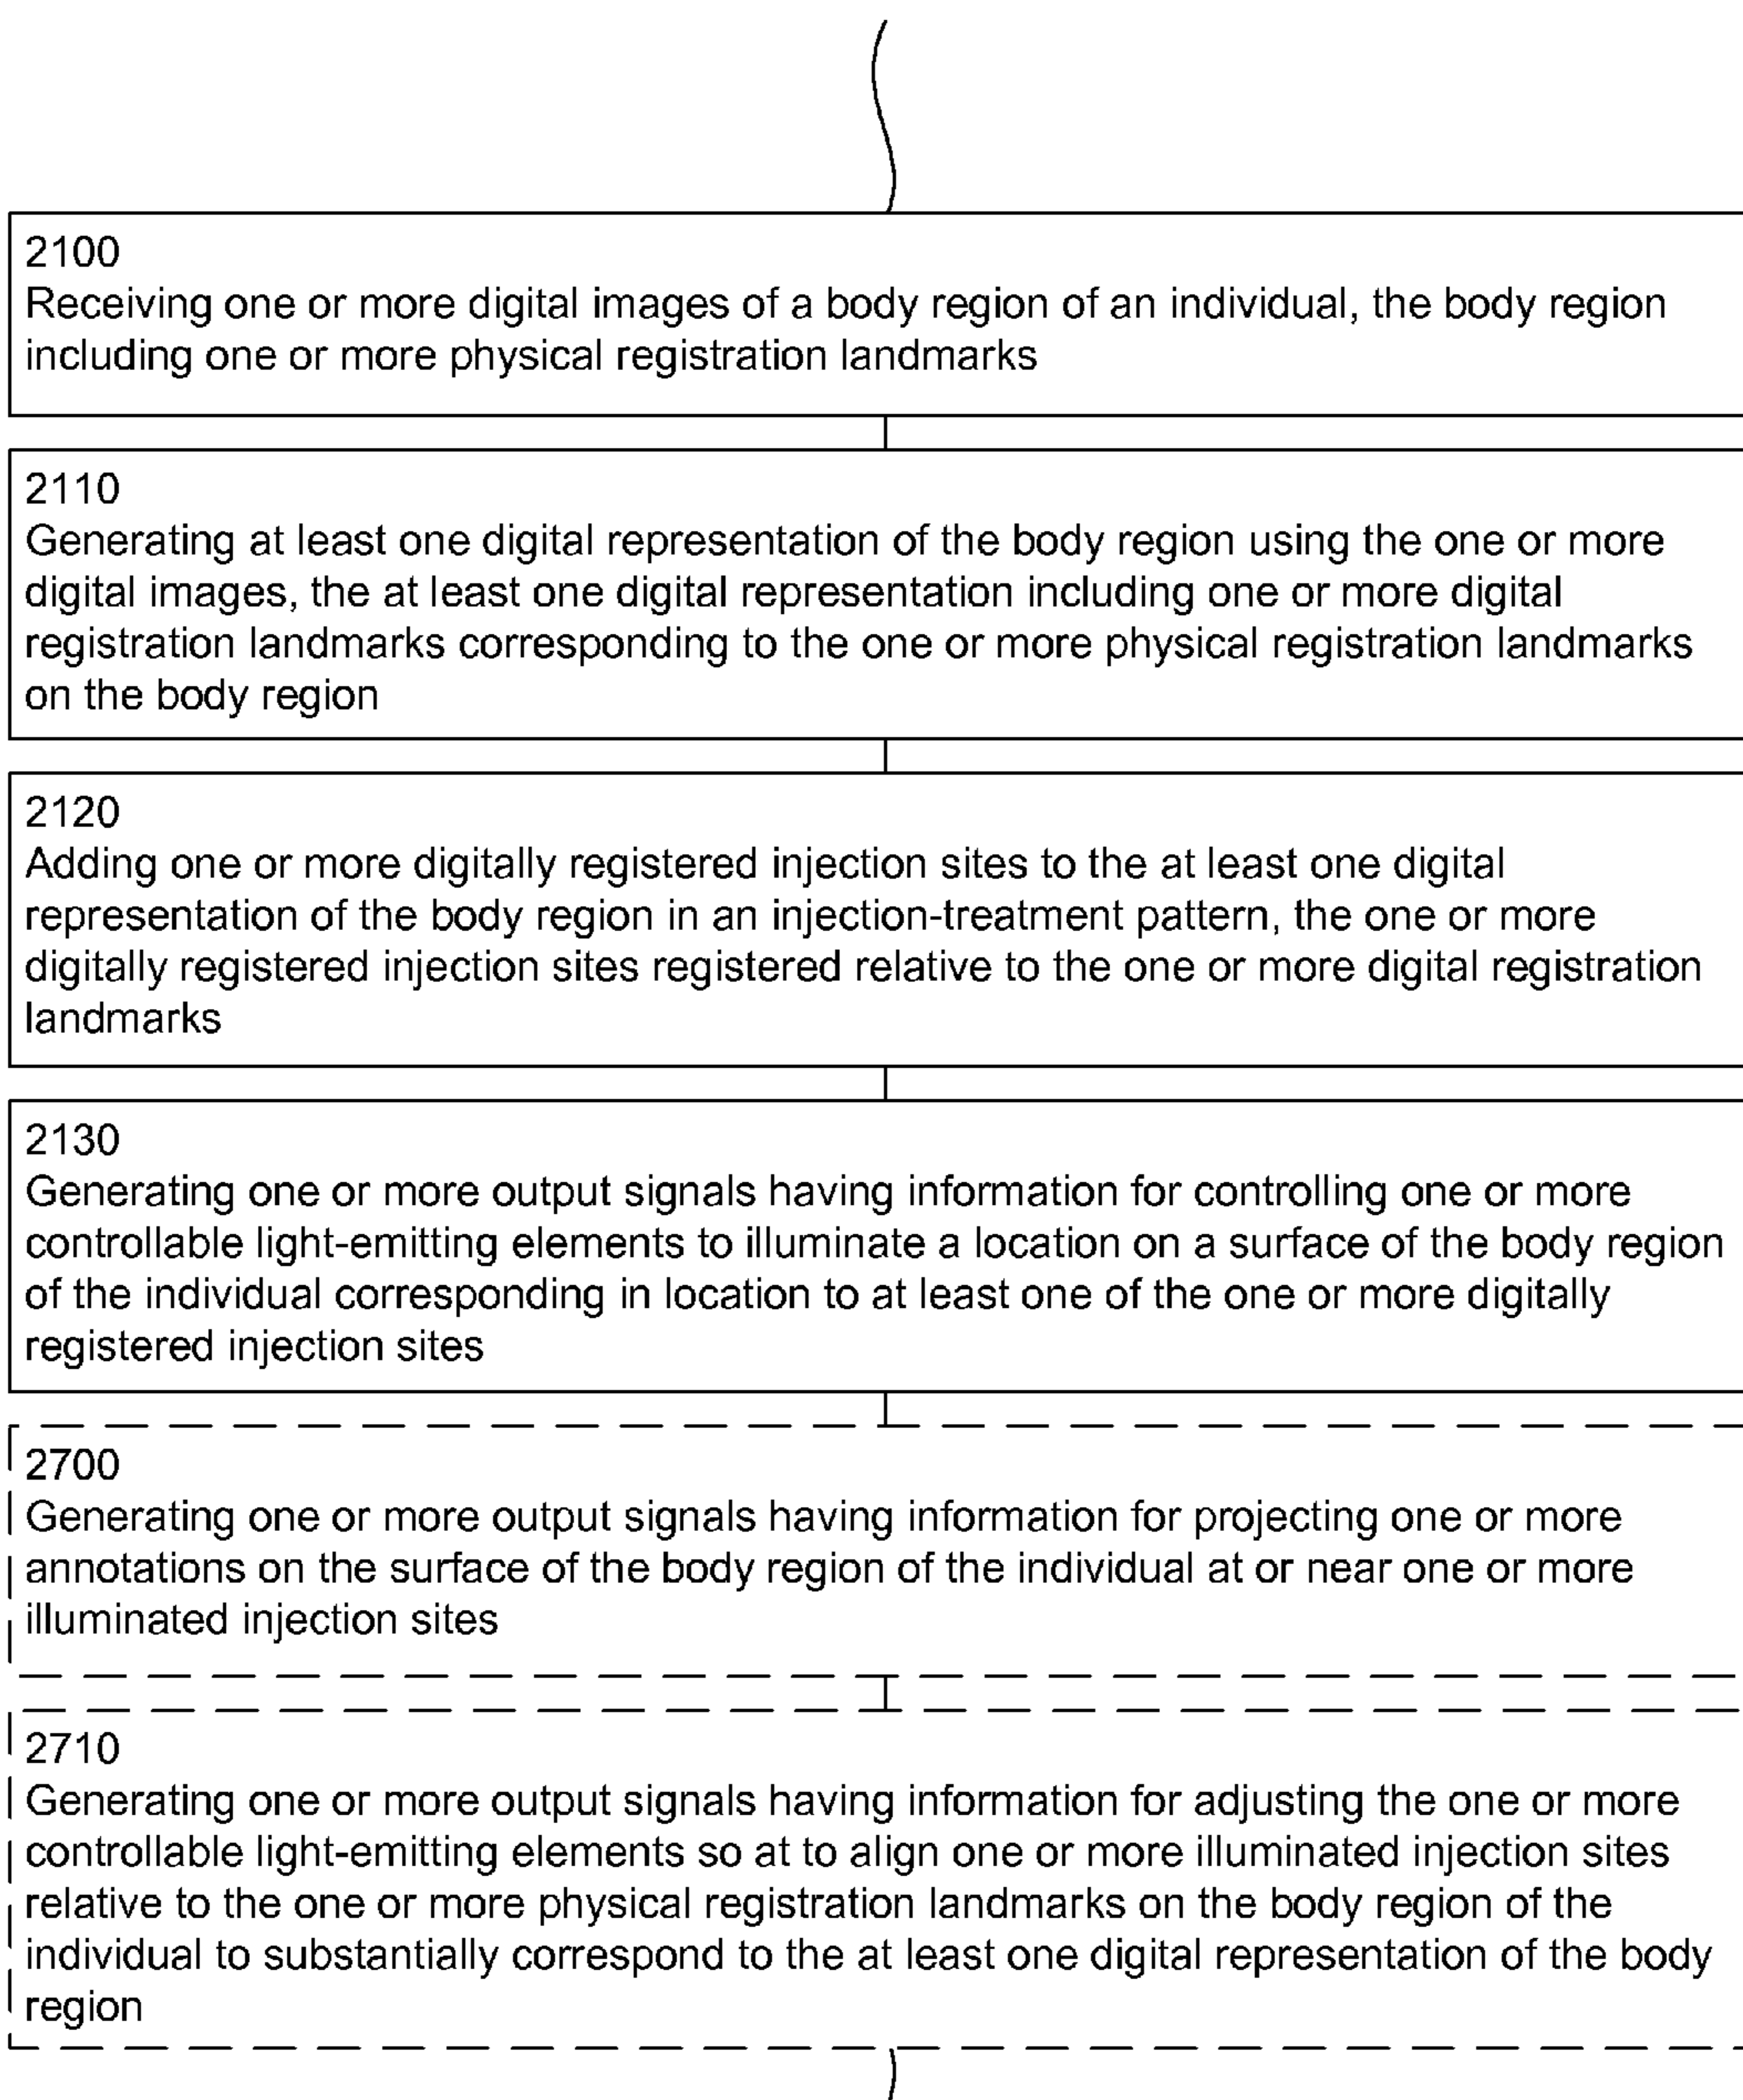 2100
Receiving one or more digital images of a body region of an individual, the body region
including one or more physical registration landmarks
2110
Generating at least one digital representation of the body region using the one or more
digital images, the at least one digital representation including one or more digital
registration landmarks corresponding to the one or more physical registration landmarks
on the body region
2120
Adding one or more digitally registered injection sites to the at least one digital
representation of the body region in an injection-treatment pattern, the one or more
digitally registered injection sites registered relative to the one or more digital registration
landmarks
2130
Generating one or more output signals having information for controlling one or more
controllable light-emitting elements to illuminate a location on a surface of the body region
of the individual corresponding in location to at least one of the one or more digitally
registered injection sites
2700
Generating one or more output signals having information for projecting one or more
annotations on the surface of the body region of the individual at or near one or more
illuminated injection sites
2710
Generating one or more output signals having information for adjusting the one or more
controllable light-emitting elements so at to align one or more illuminated injection sites
relative to the one or more physical registration landmarks on the body region of the
individual to substantially correspond to the at least one digital representation of the body
region